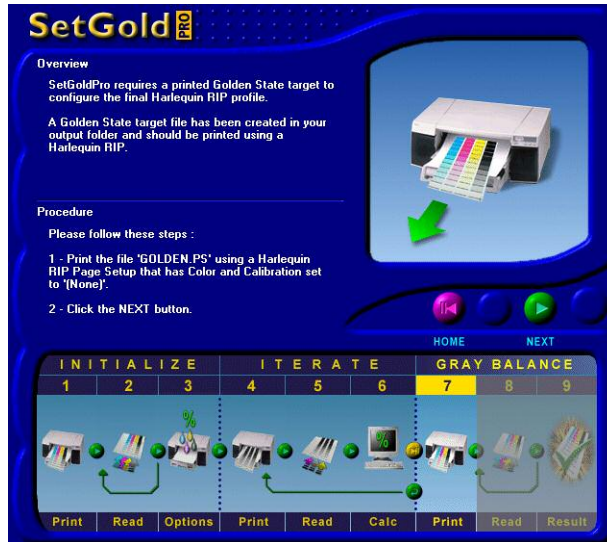 SetGold PRO
Overview
SetGoldPro requires a printed Golden State target to
configure the final Harlequin RIP profile.
A Golden State target file has been created in your
output folder and should be printed using a
Harlequin RIP.
Procedure
Please follow these steps :
1 - Print the file 'GOLDEN.PS' using a Harlequin
RIP Page Setup that has Color and Calibration set
to '(None)'.
2 - Click the NEXT button.
HOME NEXT
INITIALIZE ITERATE GRAY BALANCE
1 2 3 4 5 6 7 8 9
% %
Print Read Options Print Read Calc Print Read Result